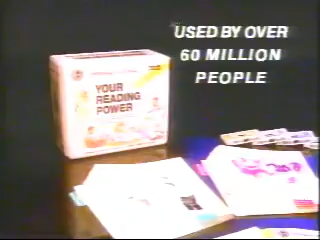 USED BY OVER
60 MILLION
PEOPLE
YOUR
READING
POWER